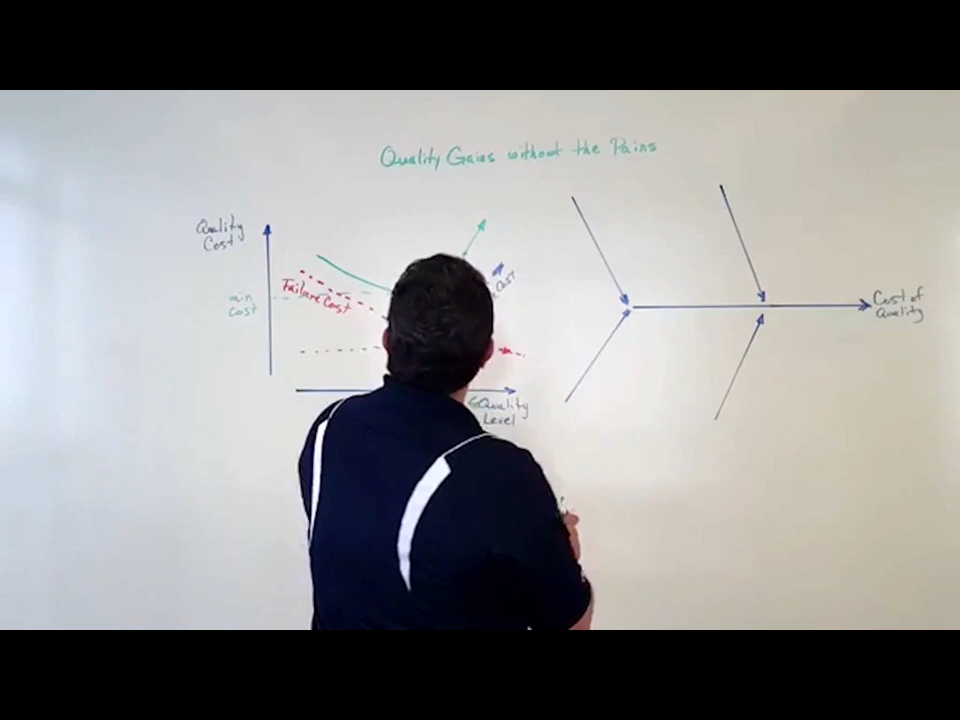 Quality Gains without the Pains
Quality
Cost
min
cost
Failure Cost
Cost
Quality
Level
Cost of
Quality